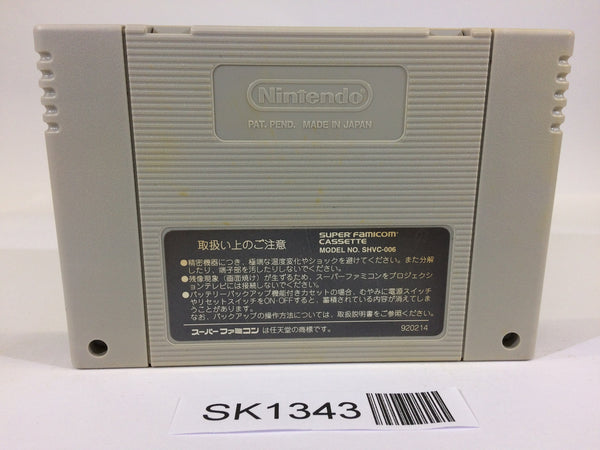 Nintendo
PAT. PEND. MADE IN JAPAN
取扱い上のご注意
SUPER FAMICOM
CASSETTE
MODEL NO. SHVC-006
●精密機器につき、極端な温度変化やショックを避けてください。また分解
したり、端子部を汚したりしないでください。
●残像現象（画面焼け）が生ずるため、スーパーファミコンをプロジェクシ
ョンテレビには接続しないでください。
●バッテリーバックアップ機能付きカセットの場合、むやみに電源スイッチ
やリセットスイッチをON・OFFすると、蓄積されている内容が消えてしま
うことがあります。
なお、バックアップの操作方法については、取扱説明書をご参照ください。
スーパーファミコンは任天堂の商標です。
920214
SK1343